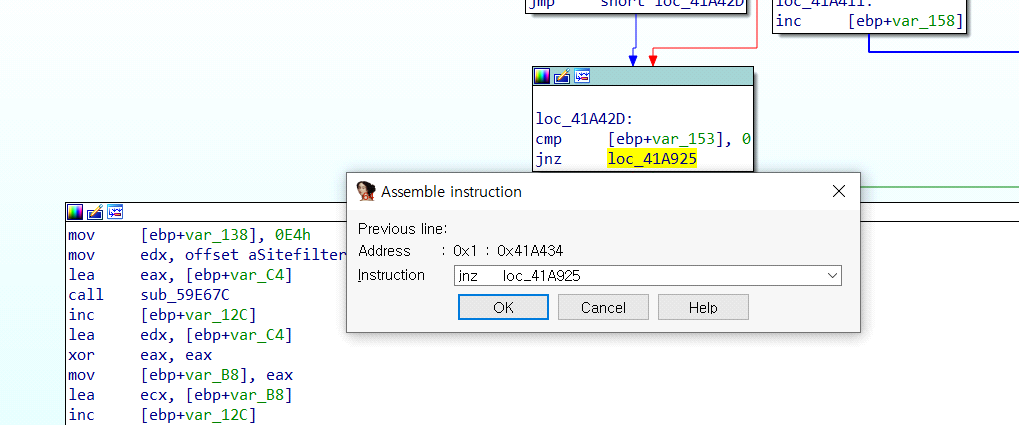 jmp     short loc_41A42D
loc_41A411:
inc     [ebp+var_158]
loc_41A42D:
cmp     [ebp+var_153], 0
jnz     loc_41A925
Assemble instruction
Previous line:
Address : 0x1 : 0x41A434
Instruction jnz     loc_41A925
OK Cancel Help
mov     [ebp+var_138], 0E4h
mov     edx, offset aSitefilter
lea     eax, [ebp+var_C4]
call    sub_59E67C
inc     [ebp+var_12C]
lea     edx, [ebp+var_C4]
xor     eax, eax
mov     [ebp+var_B8], eax
lea     ecx, [ebp+var_B8]
inc     [ebp+var_12C]